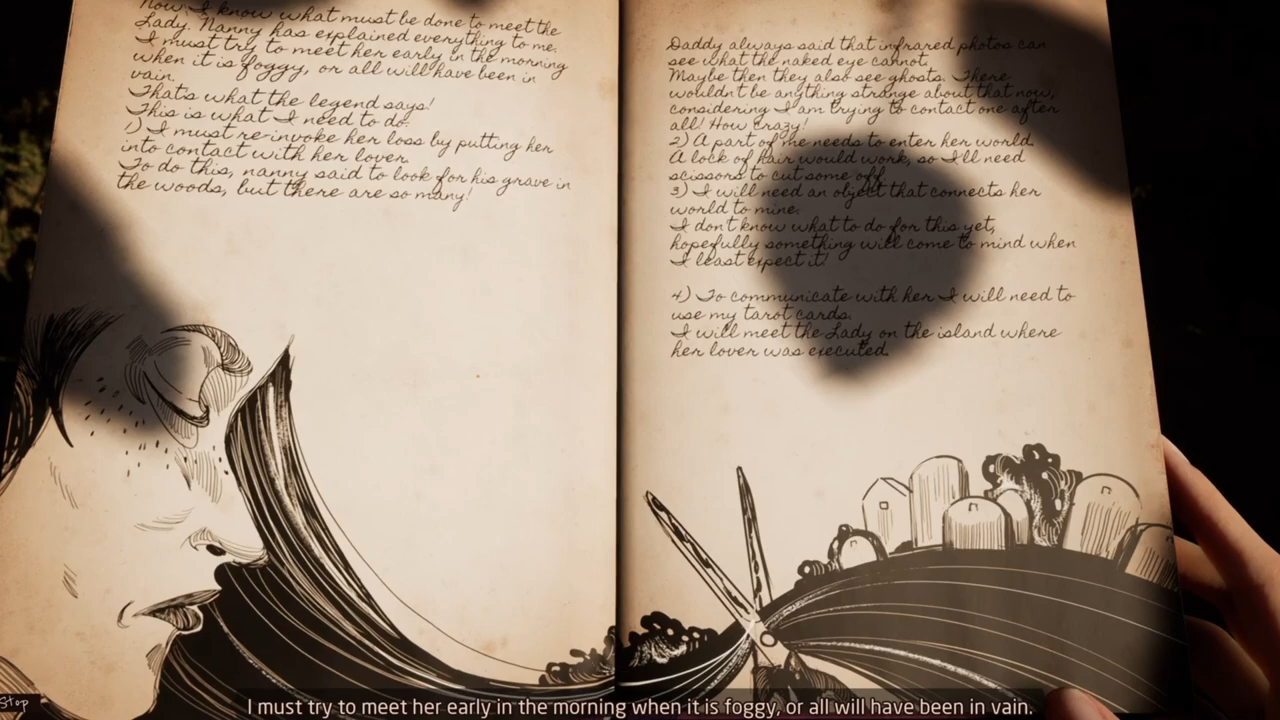 Now I know what must be done to meet the
Lady. Nanny has explained everything to me.
I must try to meet her early in the morning
when it is foggy, or all will have been in
vain.
That's what the legend says!
This is what I need to do:
1) I must re-invoke her loss by putting her
into contact with her lover.
To do this, nanny said to look for his grave in
the woods, but there are so many!
Daddy always said that infrared photos can
see what the naked eye cannot.
Maybe then they also see ghosts. There
wouldn't be anything strange about that now,
considering I am trying to contact one after
all! How crazy!
2) A part of me needs to enter her world.
A lock of hair would work, so I'll need
scissors to cut some off.
3) I will need an object that connects her
world to mine.
I don't know what to do for this yet,
hopefully something will come to mind when
I least expect it!
4) To communicate with her I will need to
use my tarot cards.
I will meet the Lady on the island where
her lover was executed.
Stop
I must try to meet her early in the morning when it is foggy, or all will have been in vain.